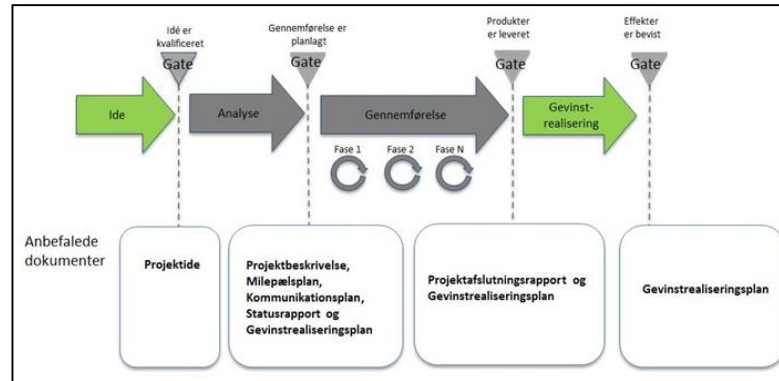 Idé er
kvalificeret
Gate
Gennemførelse er
planlagt
Gate
Produkter
er leveret
Gate
Effekter
er bevist
Gate
Ide
Analyse
Gennemførelse
Gevinst-
realisering
Fase 1
Fase 2
Fase N
Anbefalede
dokumenter
Projektide
Projektbeskrivelse,
Milepælsplan,
Kommunikationsplan,
Statusrapport og
Gevinstrealiseringsplan
Projektafslutningsrapport og
Gevinstrealiseringsplan
Gevinstrealiseringsplan